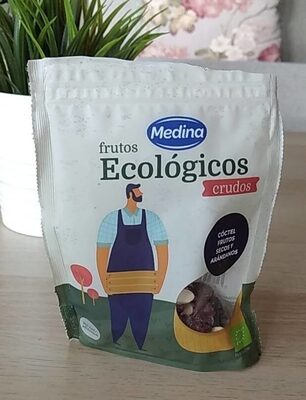 Medina
frutos
Ecológicos
crudos
CÓCTEL
FRUTOS
SECOS Y
ARÁNDANOS